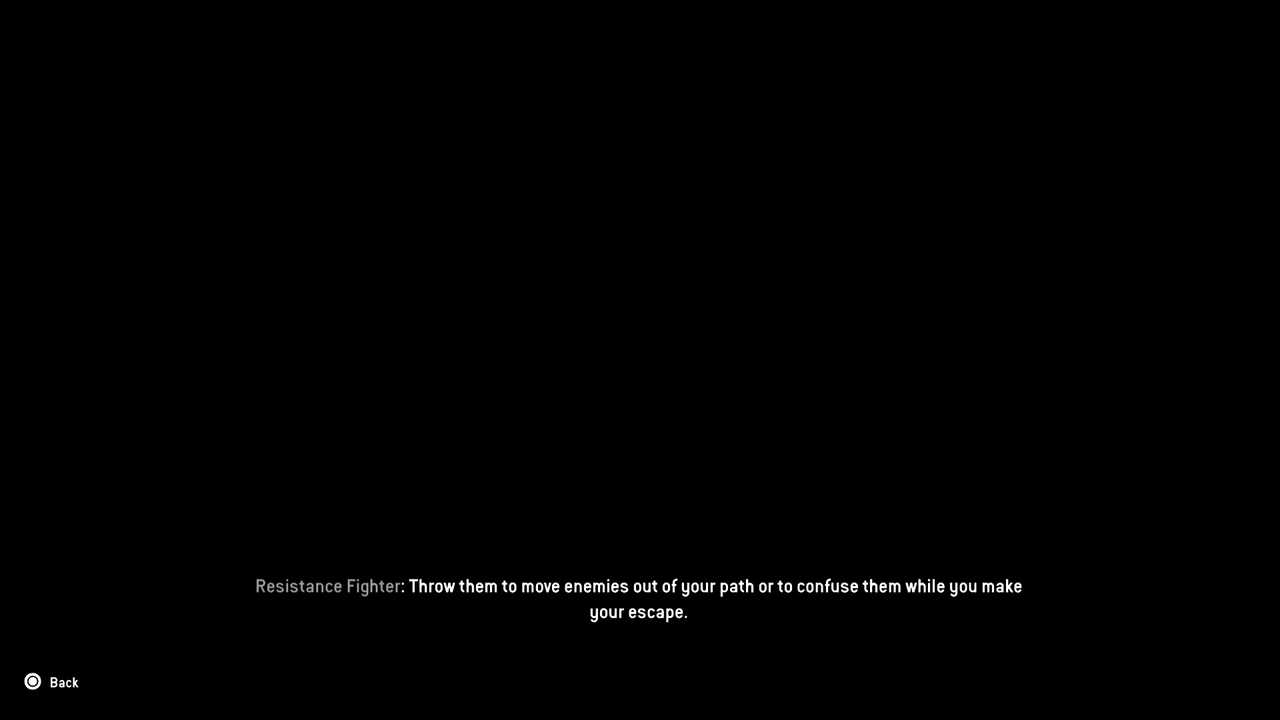 Resistance Fighter: Throw them to move enemies out of your path or to confuse them while you make
your escape.
Back